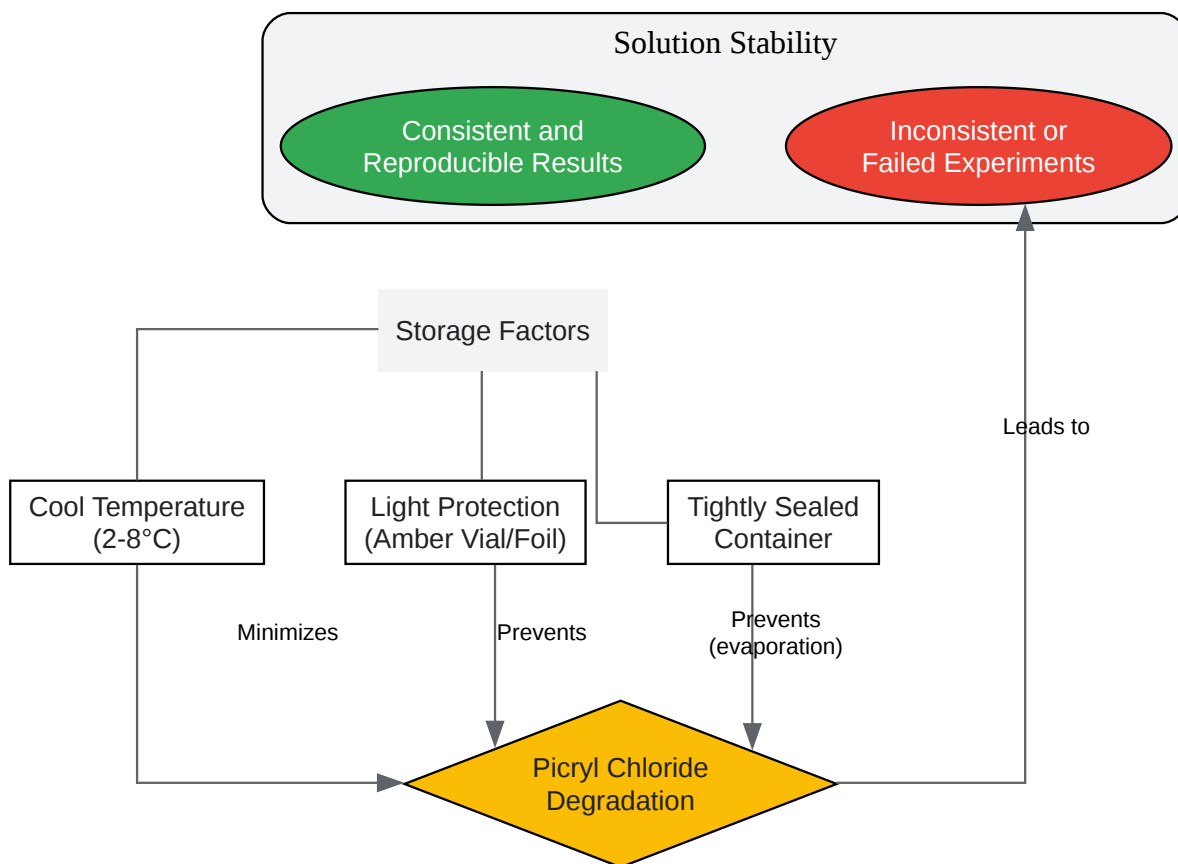 Solution Stability
Consistent and
Reproducible Results
Inconsistent or
Failed Experiments
Storage Factors
Leads to
Cool Temperature
(2-8°C)
Light Protection
(Amber Vial/Foil)
Tightly Sealed
Container
Minimizes
Prevents
Prevents
(evaporation)
Picryl Chloride
Degradation